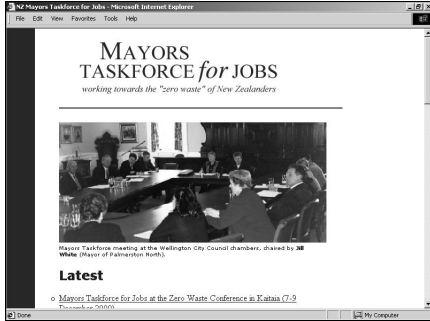 NZ Mayors Taskforce for Jobs - Microsoft Internet Explorer
File Edit View Favorites Tools Help
MAYORS
TASKFORCE for JOBS
working towards the "zero waste" of New Zealanders
Mayors Taskforce meeting at the Wellington City Council chambers, chaired by Jill
White (Mayor of Palmerston North).
Latest
o Mayors Taskforce for Jobs at the Zero Waste Conference in Kaitaia (7-9
December 2000)
Done My Computer